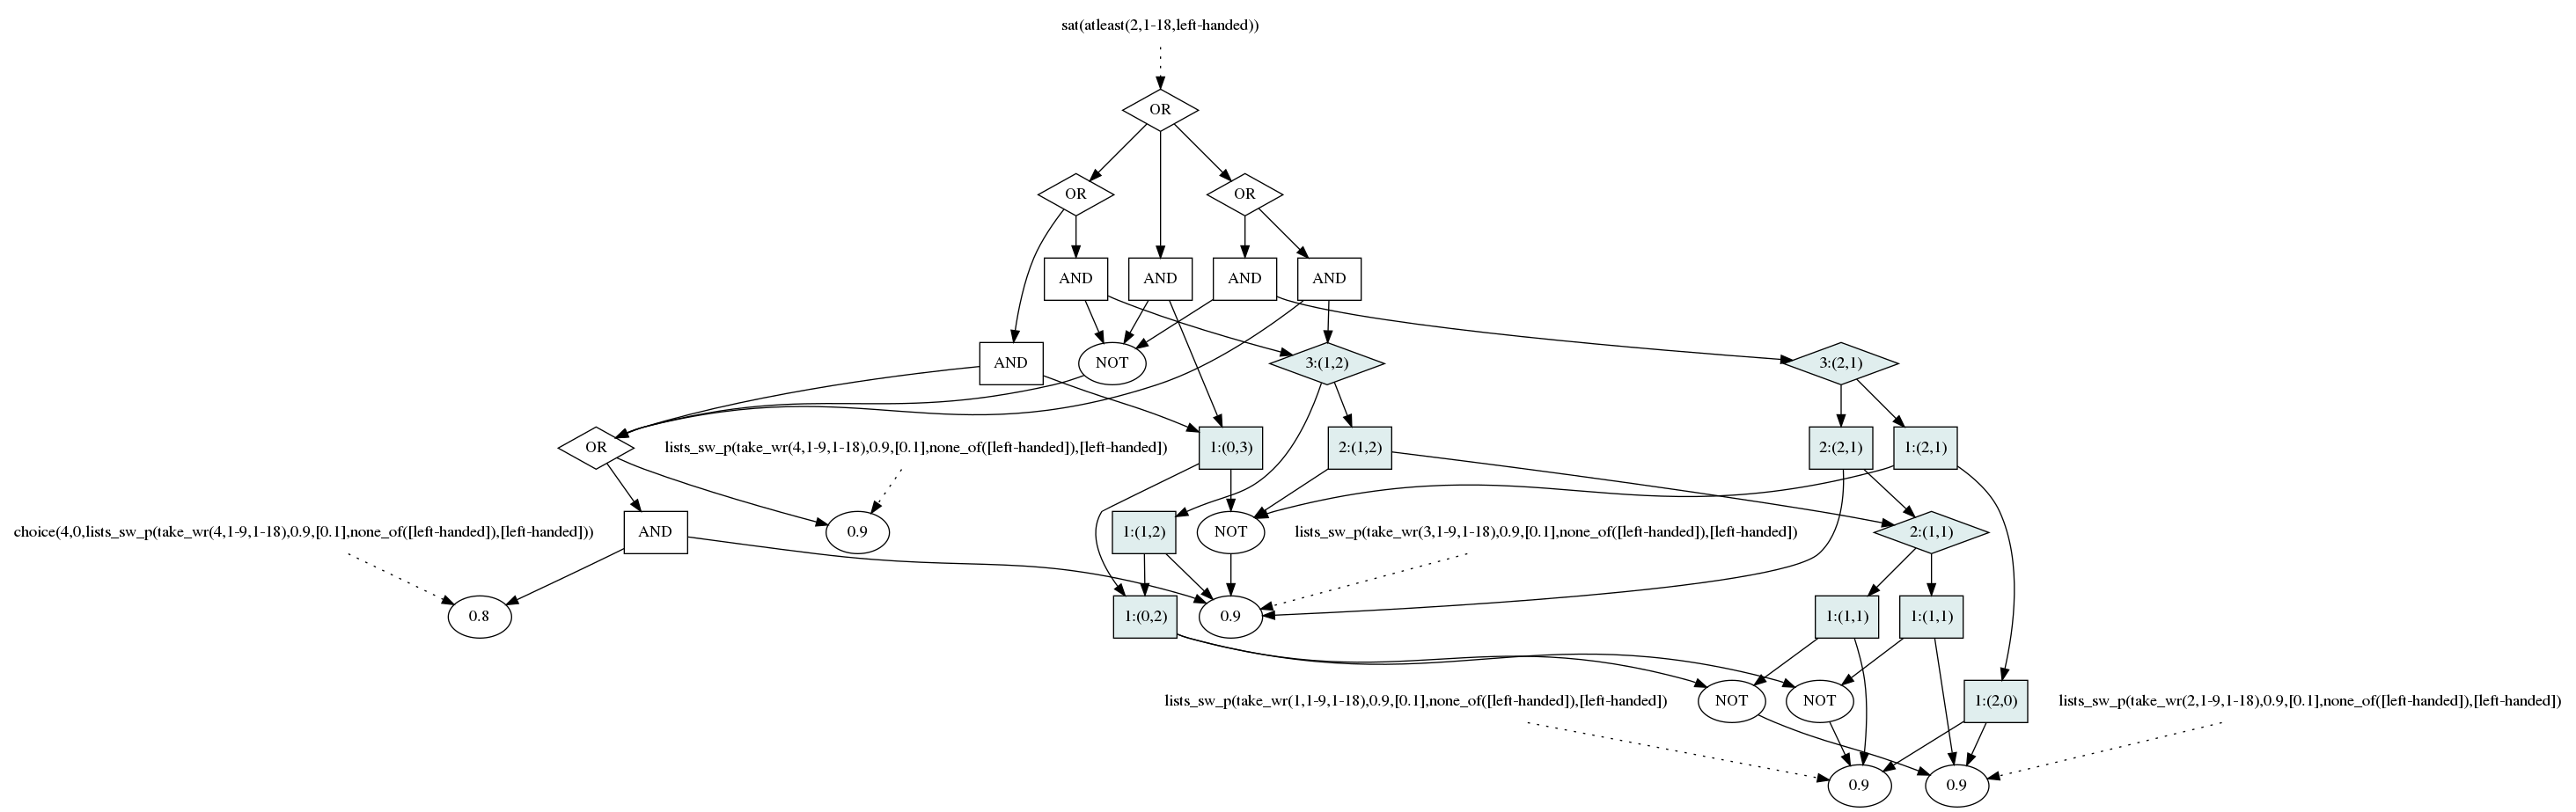 sat(atleast(2,1-18,left-handed))
OR
OR
OR
AND
AND
AND
AND
AND
NOT
3:(1,2)
3:(2,1)
OR
lists_sw_p(take_wr(4,1-9,1-18),0.9,[0.1],none_of([left-handed]),[left-handed])
1:(0,3)
2:(1,2)
2:(2,1)
1:(2,1)
choice(4,0,lists_sw_p(take_wr(4,1-9,1-18),0.9,[0.1],none_of([left-handed]),[left-handed]))
AND
0.9
1:(1,2)
NOT
lists_sw_p(take_wr(3,1-9,1-18),0.9,[0.1],none_of([left-handed]),[left-handed])
2:(1,1)
0.8
1:(0,2)
0.9
1:(1,1)
1:(1,1)
lists_sw_p(take_wr(1,1-9,1-18),0.9,[0.1],none_of([left-handed]),[left-handed])
NOT
NOT
1:(2,0)
lists_sw_p(take_wr(2,1-9,1-18),0.9,[0.1],none_of([left-handed]),[left-handed])
0.9
0.9